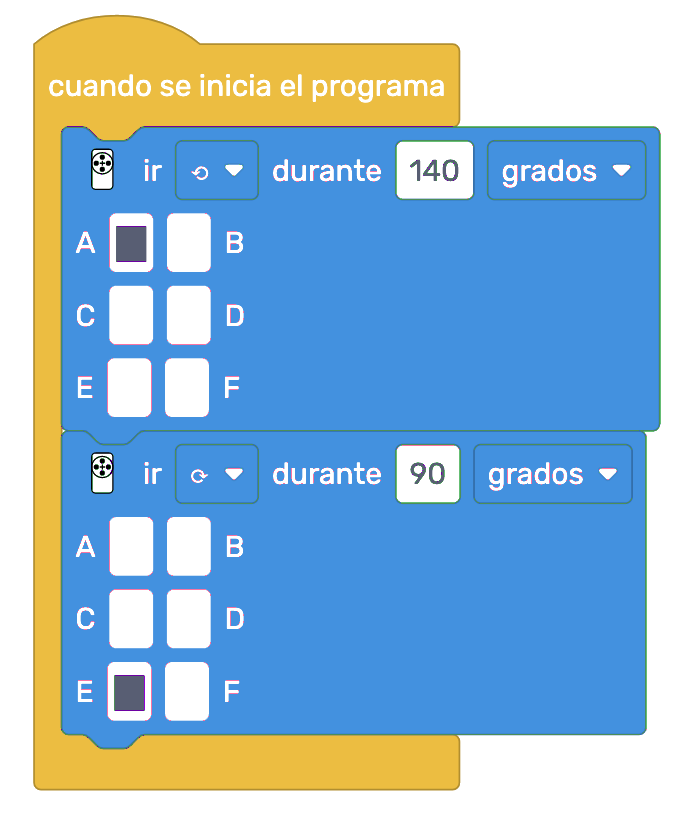 cuando se inicia el programa
ir ⟲ durante 140 grados
A B
C D
E F
ir ⟳ durante 90 grados
A B
C D
E F